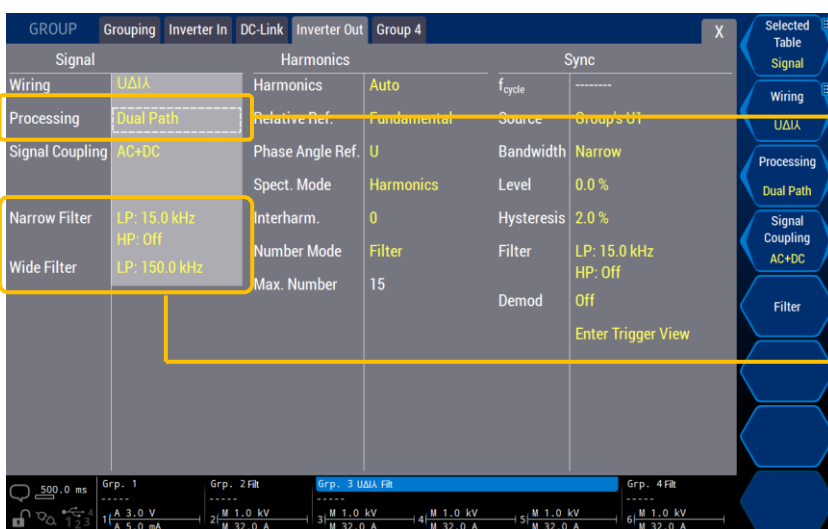 GROUP Grouping Inverter In DC-Link Inverter Out Group 4 X
Signal Harmonics Sync
Wiring U∆I⅄ Harmonics Auto fcycle --------
Processing Dual Path Relative Ref. Fundamental Source Group's U1
Signal Coupling AC+DC Phase Angle Ref. U Bandwidth Narrow
Spect. Mode Harmonics Level 0.0 %
Narrow Filter LP: 15.0 kHz Interharm. 0 Hysteresis 2.0 %
HP: Off
Number Mode Filter Filter LP: 15.0 kHz
Wide Filter LP: 150.0 kHz HP: Off
Max. Number 15
Demod Off
Enter Trigger View
Selected
Table
Signal
Wiring
U∆I⅄
Processing
Dual Path
Signal
Coupling
AC+DC
Filter
500.0 ms Grp. 1 Grp. 2 Filt Grp. 3 U∆I⅄ Filt Grp. 4 Filt
----- ----- ----- -----
1 A 3.0 V 2 M 1.0 kV 3 M 1.0 kV 4 M 1.0 kV 5 M 1.0 kV 6 M 1.0 kV
1 2 3 4 A 5.0 mA M 32.0 A M 32.0 A M 32.0 A M 32.0 A M 32.0 A